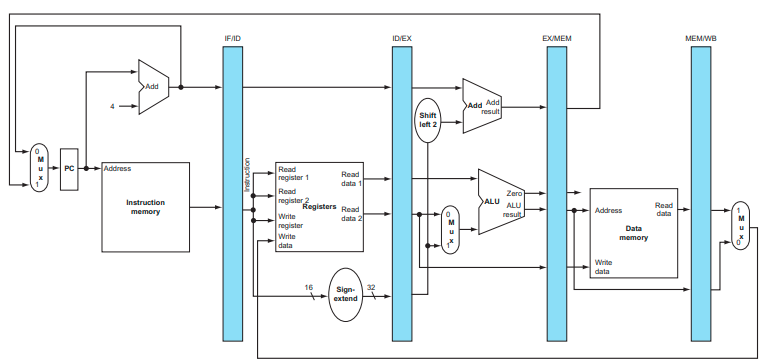 IF/ID
ID/EX
EX/MEM
MEM/WB
Add
4
Add
Add
result
Shift
left 2
0
M
u
x
1
PC
Address
Instruction
memory
Instruction
Read
register 1
Read
register 2
Registers
Write
register
Write
data
Read
data 1
Read
data 2
16
Sign-
extend
32
0
M
u
x
1
ALU
Zero
ALU
result
Address
Read
data
Data
memory
Write
data
1
M
u
x
0